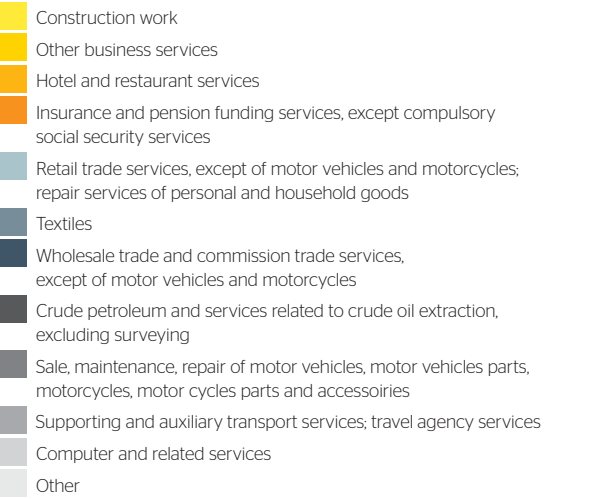 Construction work
Other business services
Hotel and restaurant services
Insurance and pension funding services, except compulsory
social security services
Retail trade services, except of motor vehicles and motorcycles;
repair services of personal and household goods
Textiles
Wholesale trade and commission trade services,
except of motor vehicles and motorcycles
Crude petroleum and services related to crude oil extraction,
excluding surveying
Sale, maintenance, repair of motor vehicles, motor vehicles parts,
motorcycles, motor cycles parts and accessoiries
Supporting and auxiliary transport services; travel agency services
Computer and related services
Other